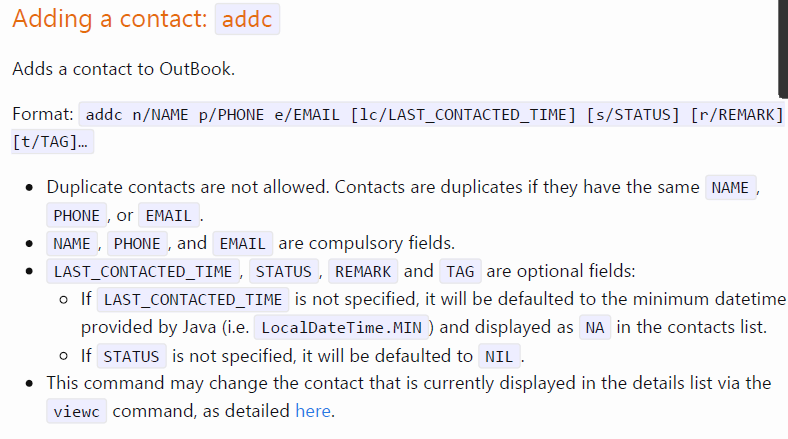 Adding a contact: addc
Adds a contact to OutBook.
Format: addc n/NAME p/PHONE e/EMAIL [lc/LAST_CONTACTED_TIME] [s/STATUS] [r/REMARK]
[t/TAG]…
• Duplicate contacts are not allowed. Contacts are duplicates if they have the same NAME,
PHONE, or EMAIL.
• NAME, PHONE, and EMAIL are compulsory fields.
• LAST_CONTACTED_TIME, STATUS, REMARK and TAG are optional fields:
○ If LAST_CONTACTED_TIME is not specified, it will be defaulted to the minimum datetime
provided by Java (i.e. LocalDateTime.MIN) and displayed as NA in the contacts list.
○ If STATUS is not specified, it will be defaulted to NIL.
• This command may change the contact that is currently displayed in the details list via the
viewc command, as detailed here.